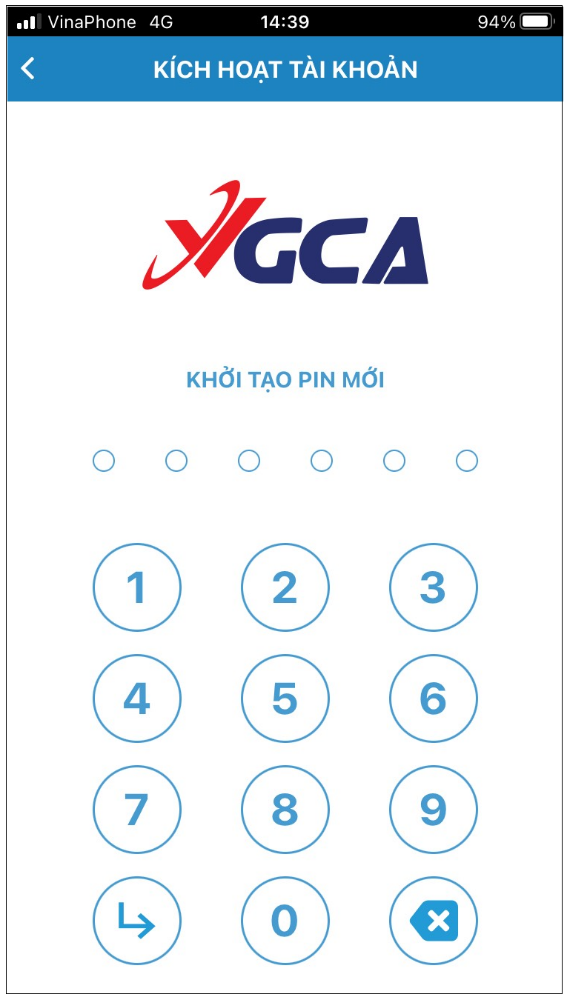 VinaPhone 4G 14:39 94%
KÍCH HOẠT TÀI KHOẢN
VGCA
KHỞI TẠO PIN MỚI
1 2 3
4 5 6
7 8 9
0